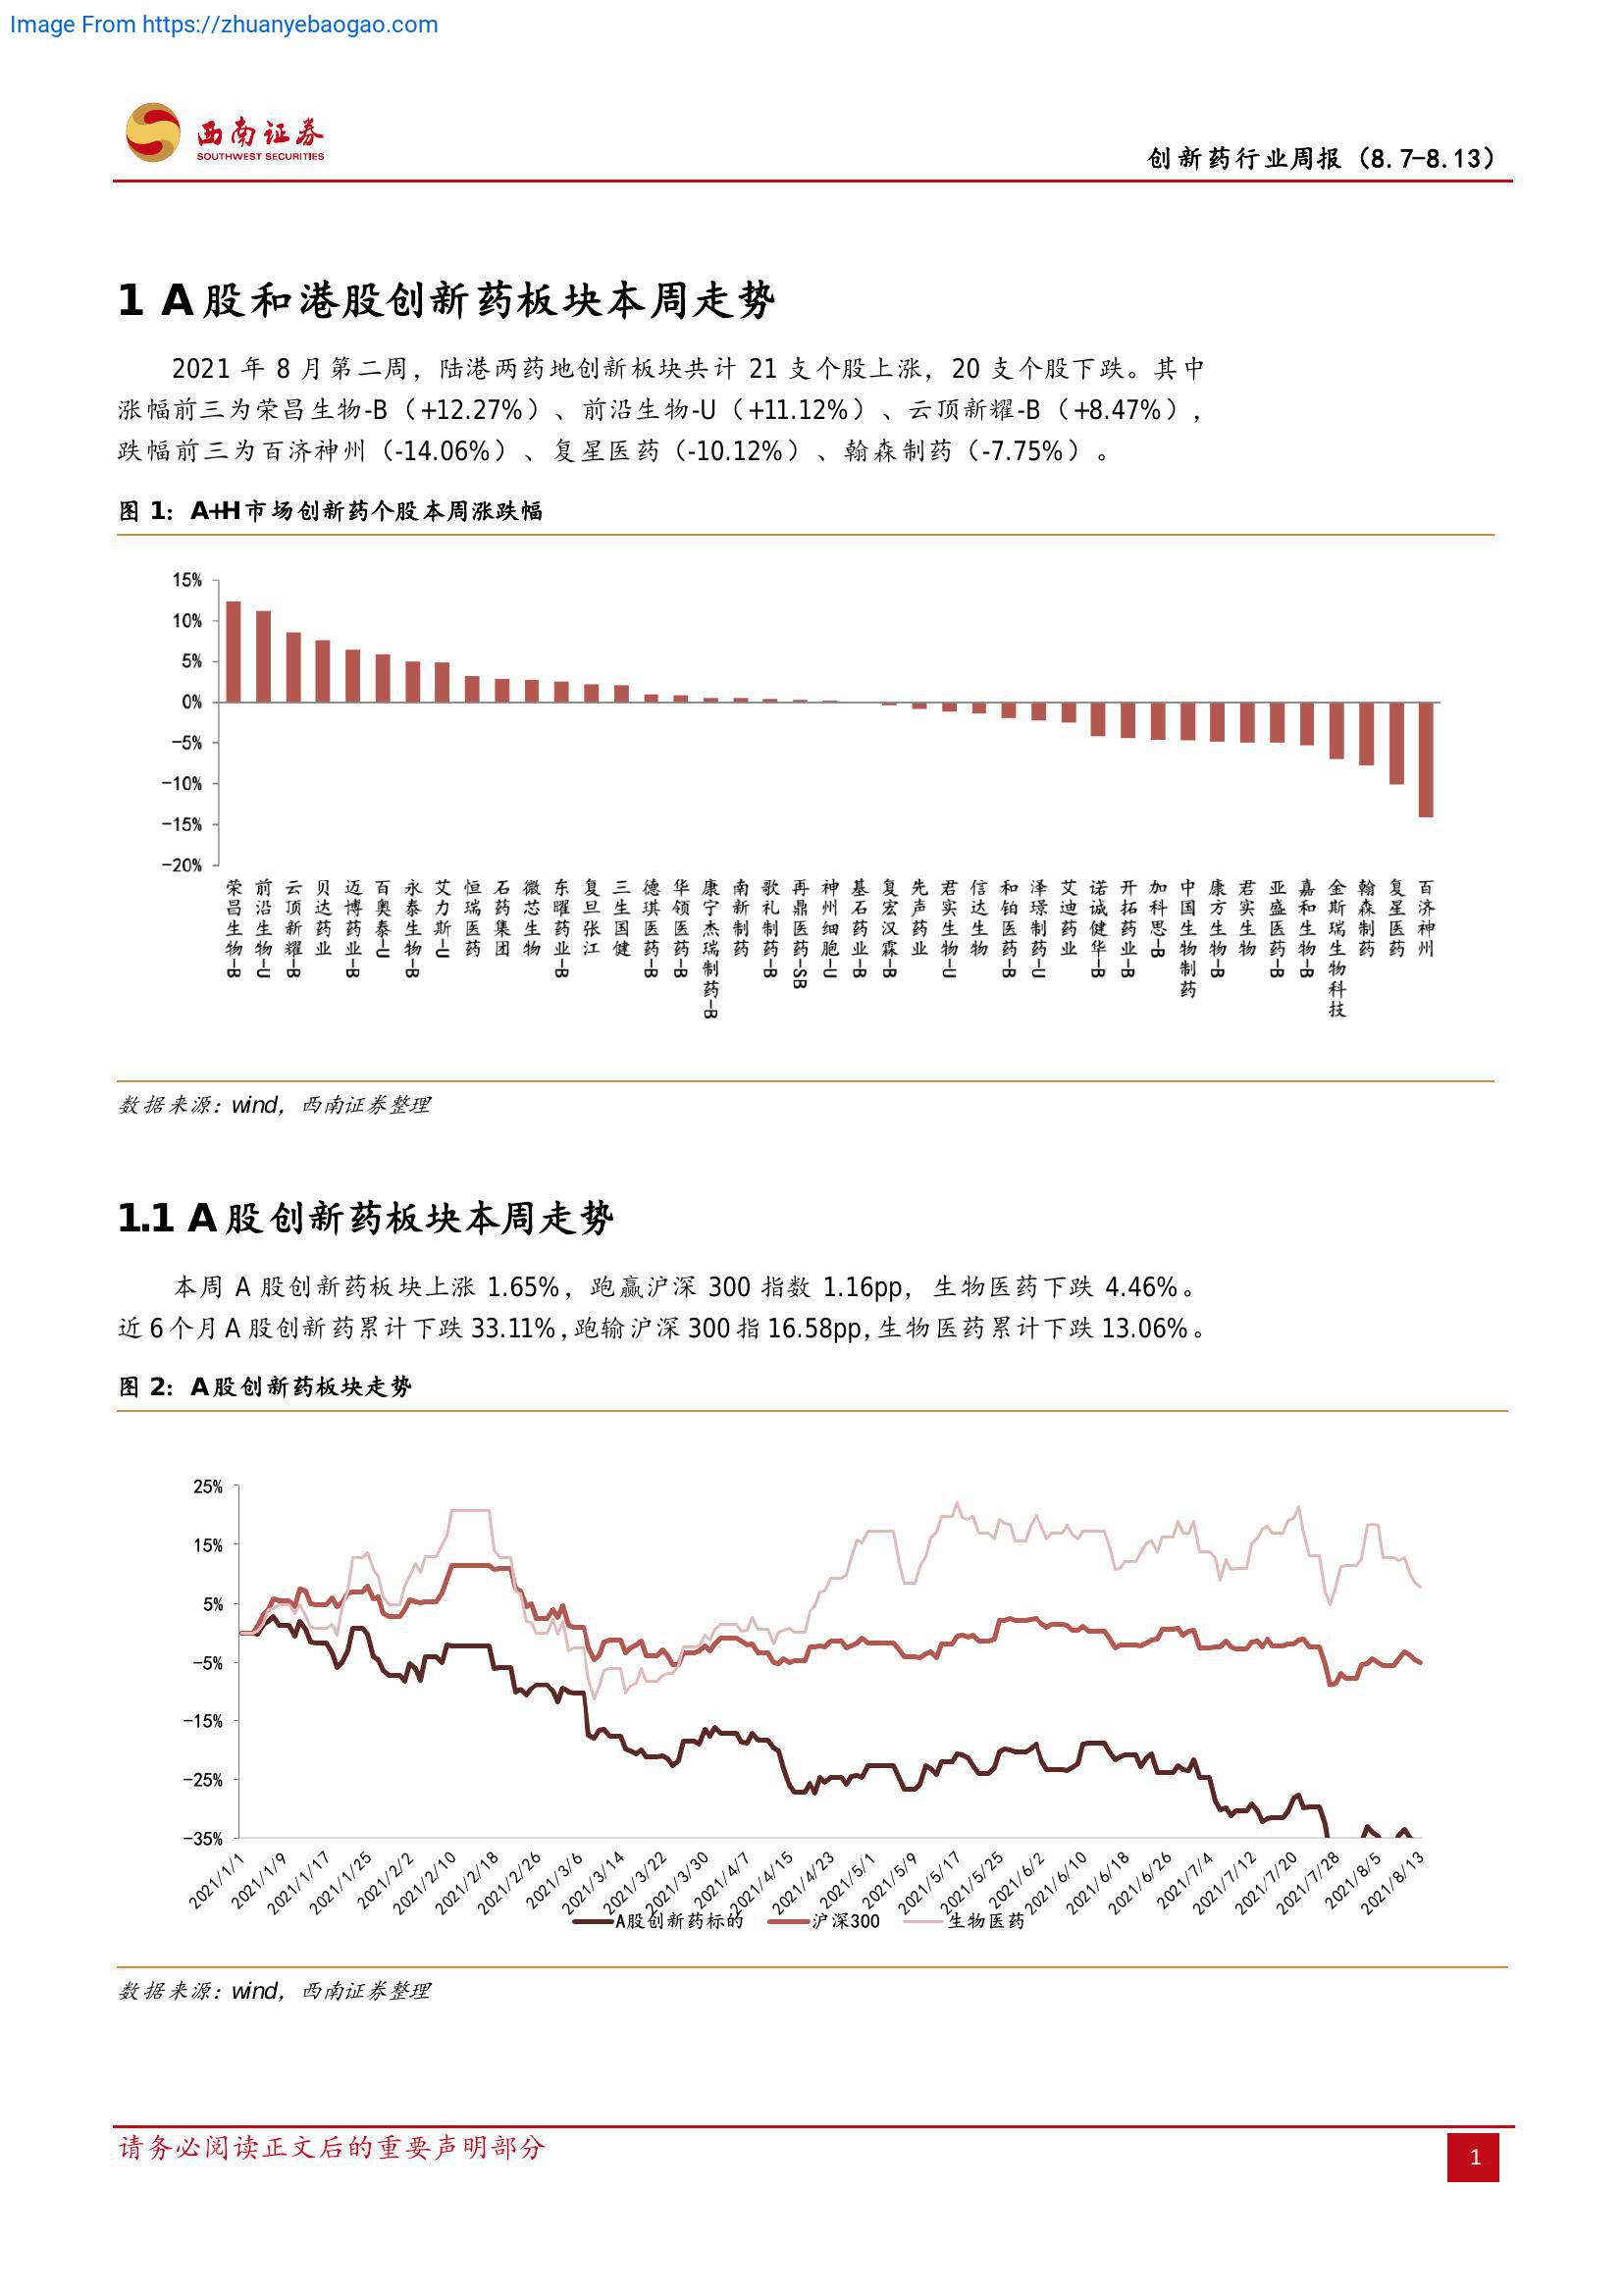 Image From https://zhuanyebaogao.com
西南证券
SOUTHWEST SECURITIES
创新药行业周报（8.7-8.13）
1 A股和港股创新药板块本周走势
2021 年 8 月第二周，陆港两药地创新板块共计 21 支个股上涨，20 支个股下跌。其中
涨幅前三为荣昌生物-B（+12.27%）、前沿生物-U（+11.12%）、云顶新耀-B（+8.47%），
跌幅前三为百济神州（-14.06%）、复星医药（-10.12%）、翰森制药（-7.75%）。
图 1：A+H市场创新药个股本周涨跌幅
15%
10%
5%
0%
-5%
-10%
-15%
-20%
荣昌生物-B
前沿生物-U
云顶新耀-B
贝达药业
迈博药业-B
百奥泰-U
永泰生物-B
艾力斯-U
恒瑞医药
石药集团
微芯生物
东曜药业-B
复旦张江
三生国健
德琪医药-B
华领医药-B
康宁杰瑞制药-B
南新制药
歌礼制药-B
再鼎医药-SB
神州细胞-U
基石药业-B
复宏汉霖-B
先声药业
君实生物-U
信达生物
和铂医药-B
泽璟制药-U
艾迪药业
诺诚健华-B
开拓药业-B
加科思-B
中国生物制药
康方生物-B
君实生物
亚盛医药-B
嘉和生物-B
金斯瑞生物科技
翰森制药
复星医药
百济神州
数据来源：wind，西南证券整理
1.1 A股创新药板块本周走势
本周 A 股创新药板块上涨 1.65%，跑赢沪深 300 指数 1.16pp，生物医药下跌 4.46%。
近 6 个月 A 股创新药累计下跌 33.11%，跑输沪深 300 指 16.58pp，生物医药累计下跌 13.06%。
图 2：A股创新药板块走势
25%
15%
5%
-5%
-15%
-25%
-35%
2021/1/1
2021/1/9
2021/1/17
2021/1/25
2021/2/2
2021/2/10
2021/2/18
2021/2/26
2021/3/6
2021/3/14
2021/3/22
2021/3/30
2021/4/7
2021/4/15
2021/4/23
2021/5/1
2021/5/9
2021/5/17
2021/5/25
2021/6/2
2021/6/10
2021/6/18
2021/6/26
2021/7/4
2021/7/12
2021/7/20
2021/7/28
2021/8/5
2021/8/13
A股创新药标的 沪深300 生物医药
数据来源：wind，西南证券整理
请务必阅读正文后的重要声明部分
1